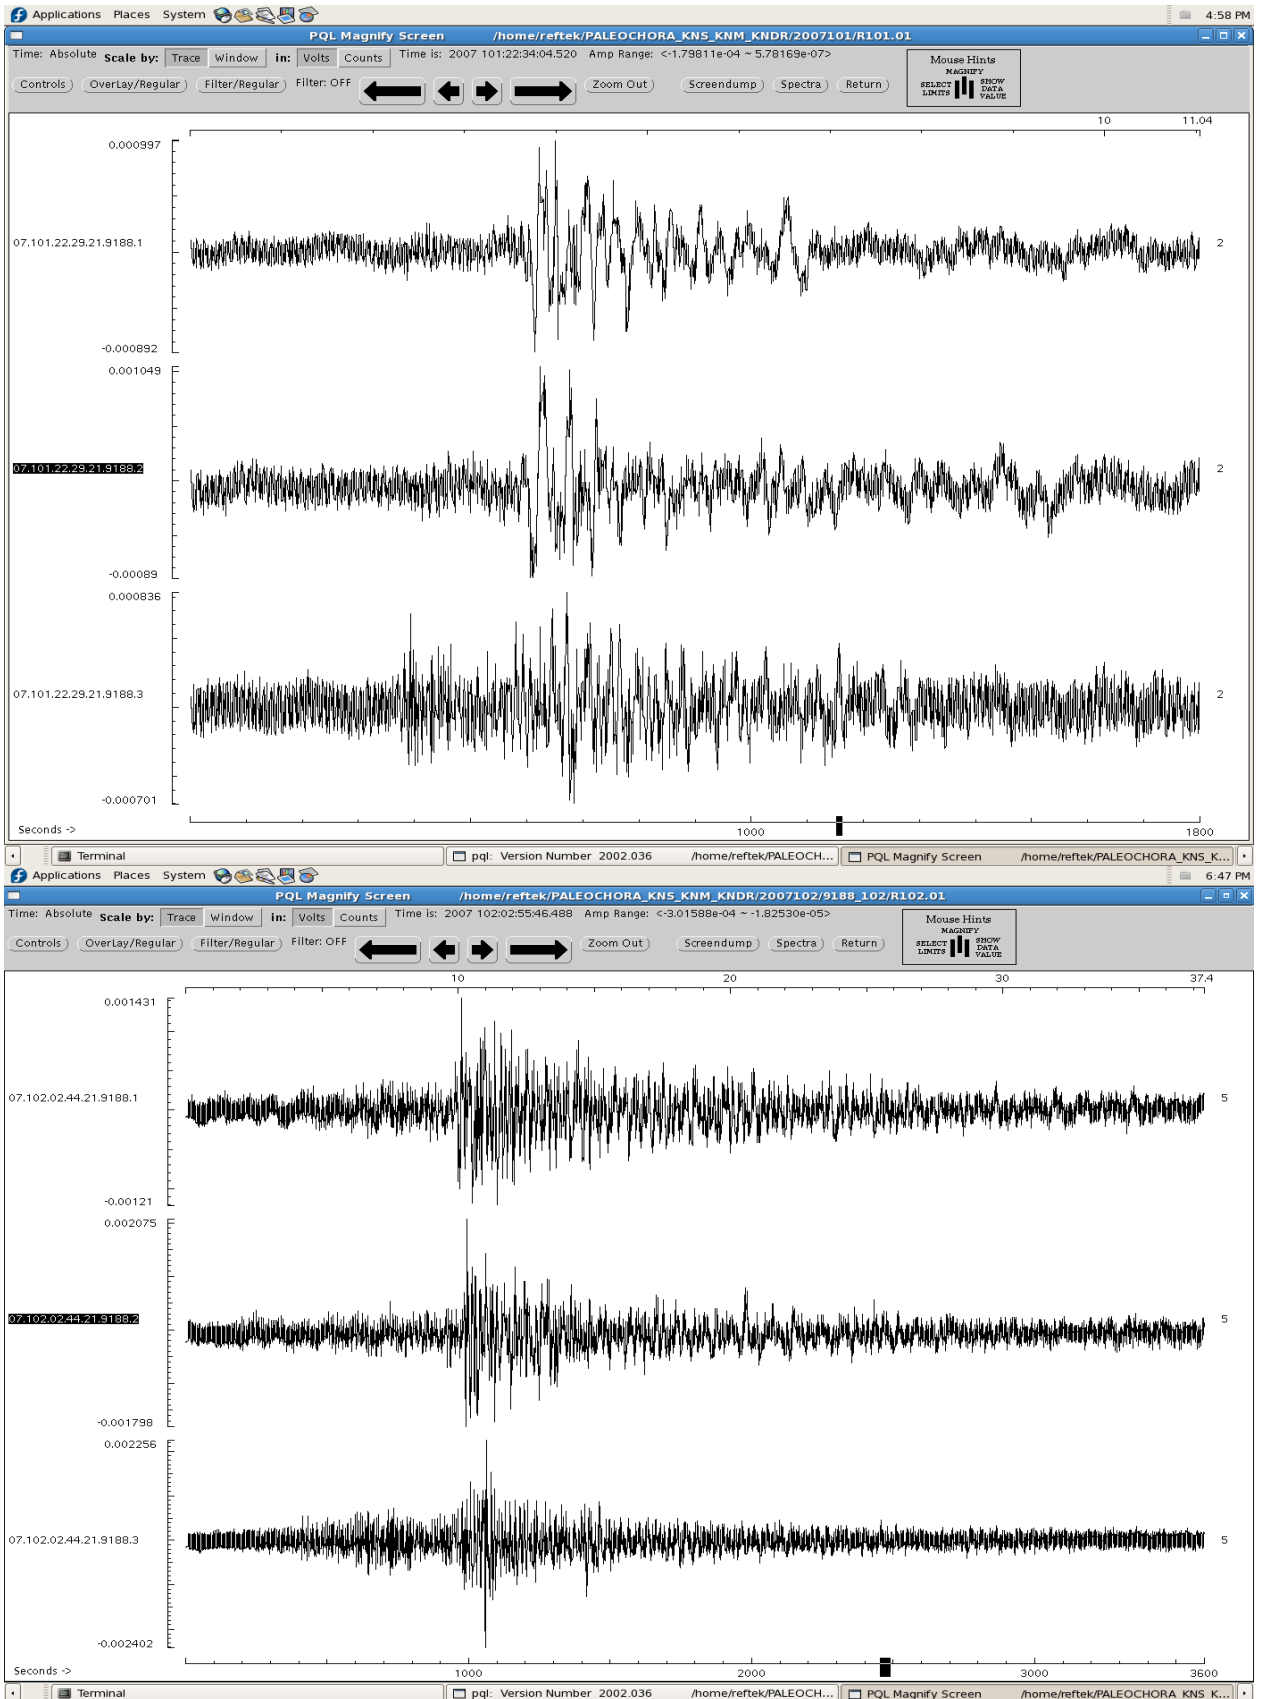 Applications Places System 4:58 PM
PQL Magnify Screen /home/reftek/PALEOCHORA_KNS_KNM_KNDR/2007101/R101.01
Time: Absolute Scale by: Trace Window in: Volts Counts Time is: 2007 101:22:34:04.520 Amp Range: <-1.79811e-04 ~ 5.78169e-07>
Controls OverLay/Regular Filter/Regular Filter: OFF Zoom Out Screendump Spectra Return
Mouse Hints
MAGNIFY
SELECT LIMITS
SHOW DATA VALUE
10 11.04
0.000997
07.101.22.29.21.9188.1 2
-0.000892
0.001049
07.101.22.29.21.9188.2 2
-0.00089
0.000836
07.101.22.29.21.9188.3 2
-0.000701
Seconds -> 1000 1800
Terminal pql: Version Number 2002.036 /home/reftek/PALEOCH... PQL Magnify Screen /home/reftek/PALEOCHORA_KNS_K...
Applications Places System 6:47 PM
PQL Magnify Screen /home/reftek/PALEOCHORA_KNS_KNM_KNDR/2007102/9188_102/R102.01
Time: Absolute Scale by: Trace Window in: Volts Counts Time is: 2007 102:02:55:46.488 Amp Range: <-3.01588e-04 ~ -1.82530e-05>
Controls OverLay/Regular Filter/Regular Filter: OFF Zoom Out Screendump Spectra Return
Mouse Hints
MAGNIFY
SELECT LIMITS
SHOW DATA VALUE
10 20 30 37.4
0.001431
07.102.02.44.21.9188.1 5
-0.00121
0.002075
07.102.02.44.21.9188.2 5
-0.001798
0.002256
07.102.02.44.21.9188.3 5
-0.002402
Seconds -> 1000 2000 3000 3600
Terminal pql: Version Number 2002.036 /home/reftek/PALEOCH... PQL Magnify Screen /home/reftek/PALEOCHORA_KNS_K...